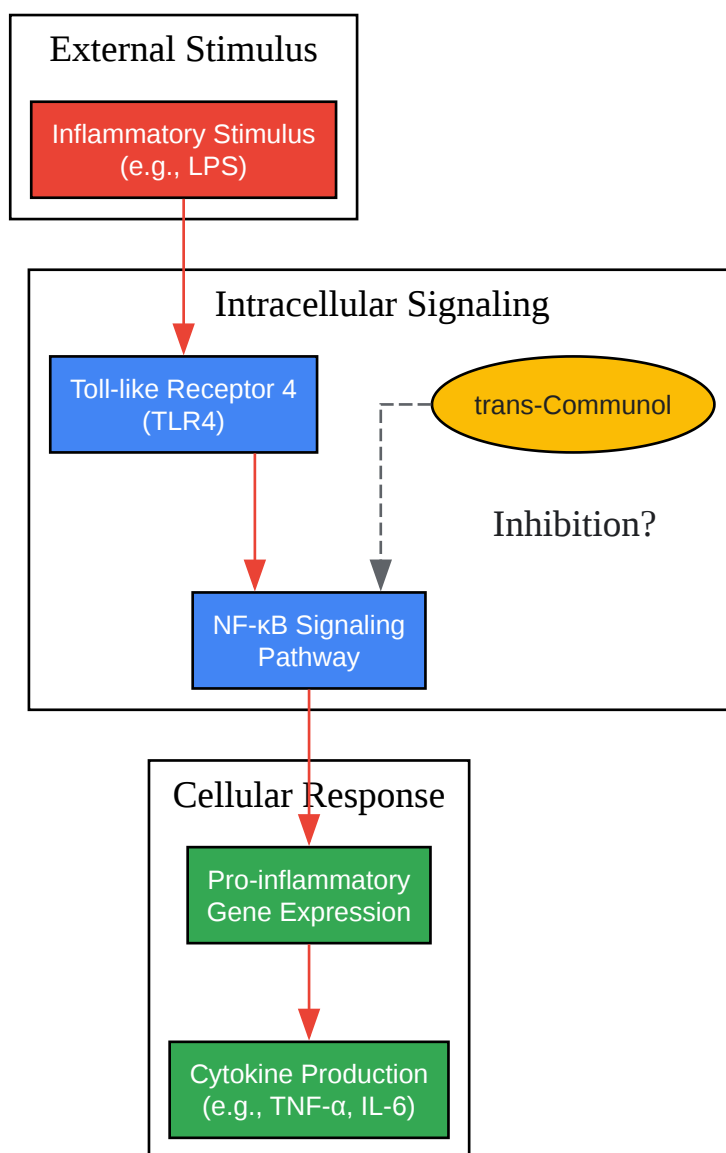 External Stimulus
Inflammatory Stimulus
(e.g., LPS)
Intracellular Signaling
Toll-like Receptor 4
(TLR4)
trans-Communol
Inhibition?
NF-κB Signaling
Pathway
Cellular Response
Pro-inflammatory
Gene Expression
Cytokine Production
(e.g., TNF-α, IL-6)